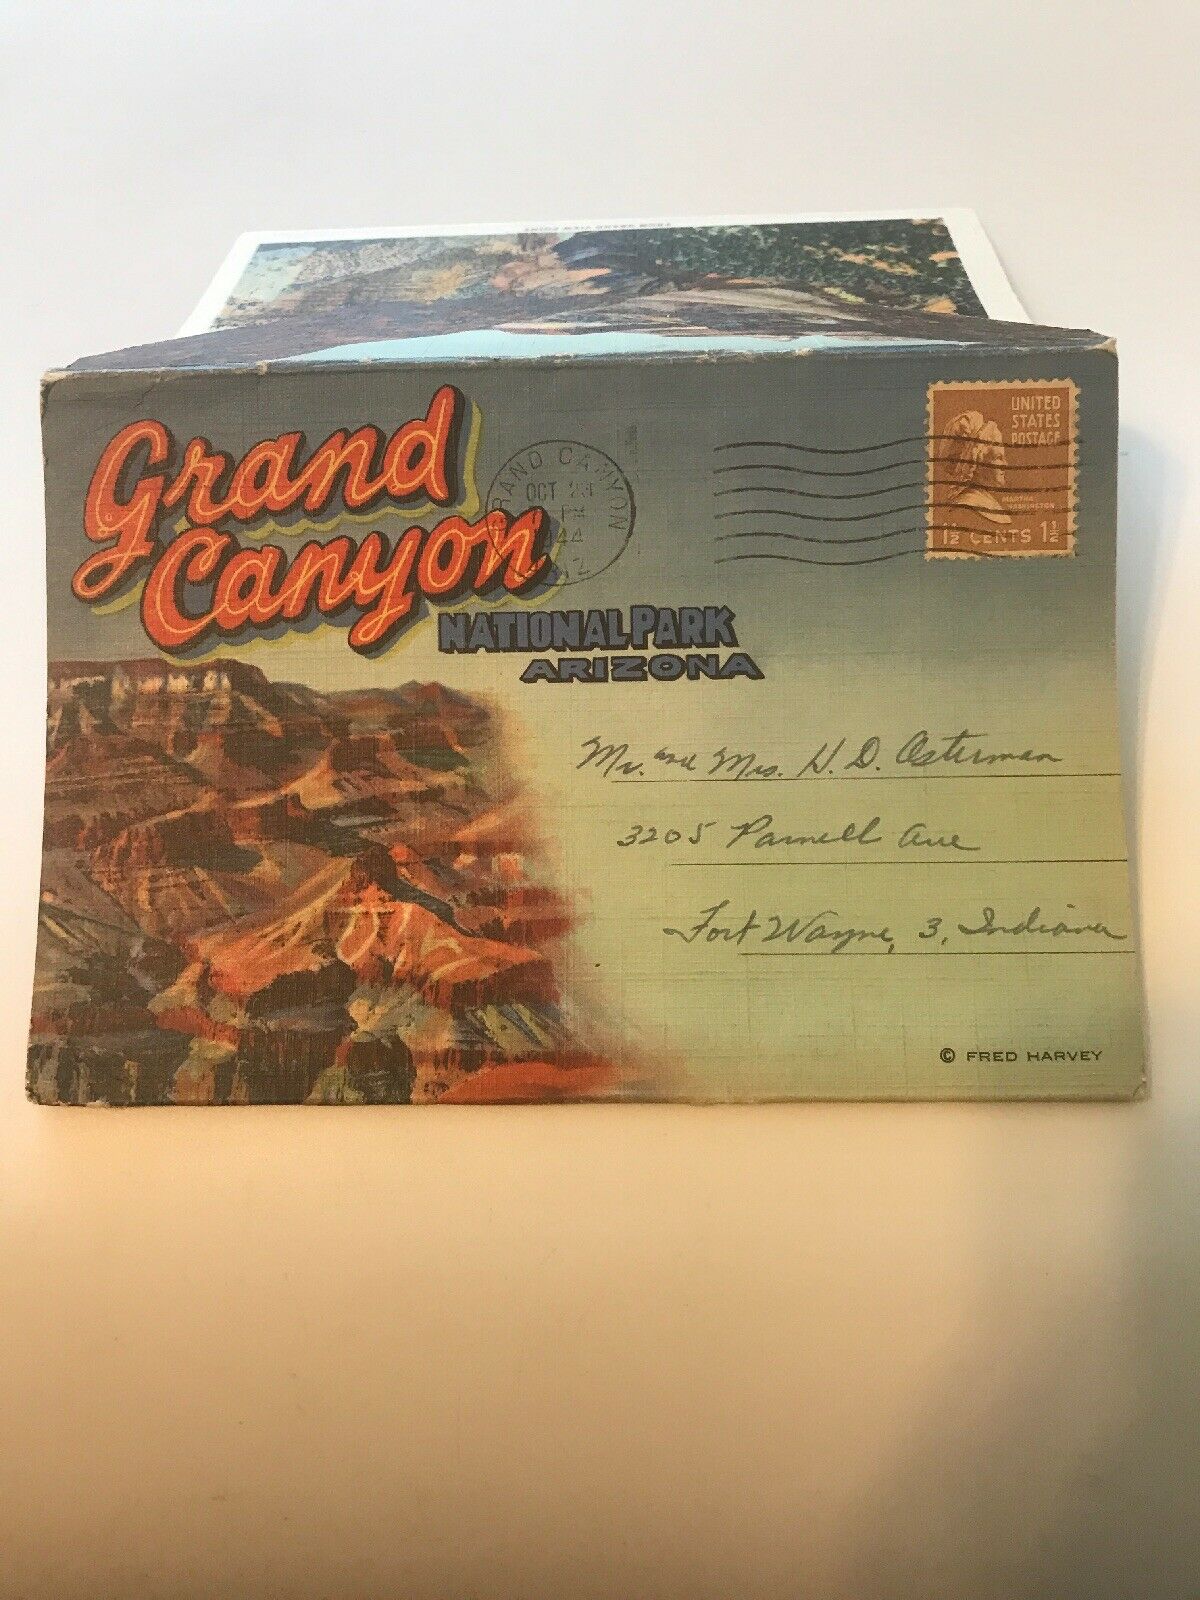 Grand
Canyon
NATIONAL PARK
ARIZONA
GRAND CANYON
OCT 23
1944
ARIZ
UNITED
STATES
POSTAGE
MARTHA
WASHINGTON
1½ CENTS 1½
Mr. and Mrs. H. D. Osterman
3205 Parnell Ave
Fort Wayne, 3, Indiana
© FRED HARVEY